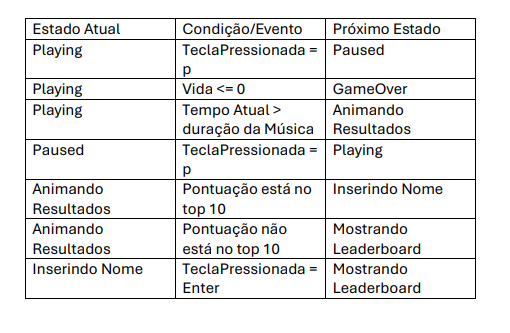 Estado Atual Condição/Evento Próximo Estado
Playing TeclaPressionada = Paused
p
Playing Vida <= 0 GameOver
Playing Tempo Atual > Animando
duração da Música Resultados
Paused TeclaPressionada = Playing
p
Animando Pontuação está no Inserindo Nome
Resultados top 10
Animando Pontuação não Mostrando
Resultados está no top 10 Leaderboard
Inserindo Nome TeclaPressionada = Mostrando
Enter Leaderboard